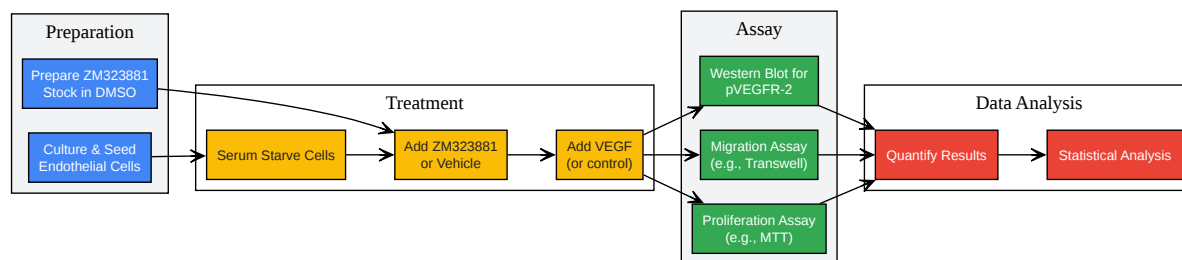 Preparation
Prepare ZM323881
Stock in DMSO
Culture & Seed
Endothelial Cells
Treatment
Serum Starve Cells
Add ZM323881
or Vehicle
Add VEGF
(or control)
Assay
Western Blot for
pVEGFR-2
Migration Assay
(e.g., Transwell)
Proliferation Assay
(e.g., MTT)
Data Analysis
Quantify Results
Statistical Analysis